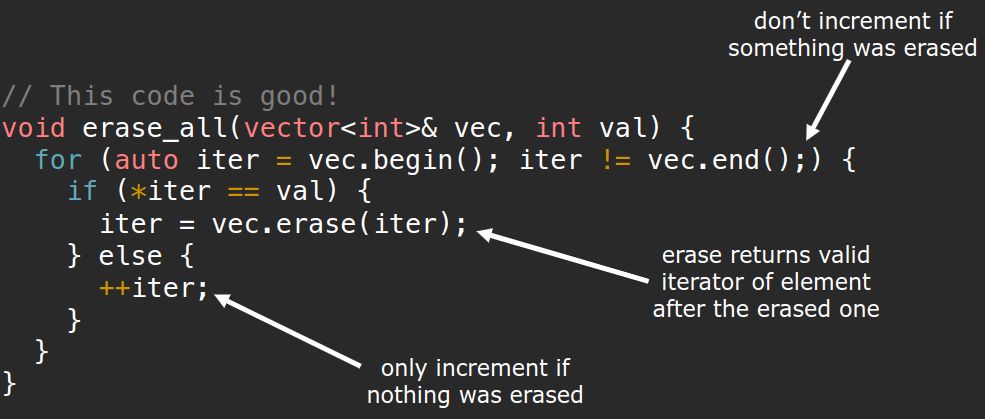 don’t increment if
something was erased
// This code is good!
void erase_all(vector<int>& vec, int val) {
for (auto iter = vec.begin(); iter != vec.end();) {
if (*iter == val) {
iter = vec.erase(iter);
} else {
++iter;
}
}
}
erase returns valid
iterator of element
after the erased one
only increment if
nothing was erased